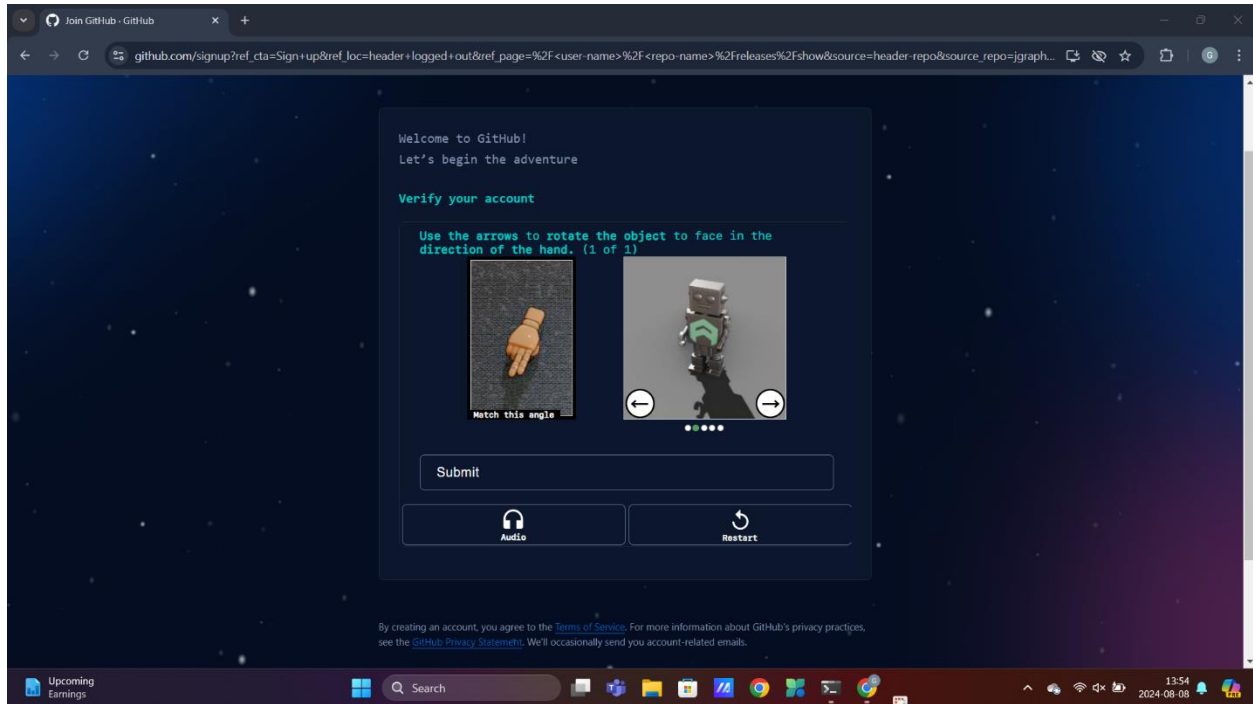 Join GitHub · GitHub
github.com/signup?ref_cta=Sign+up&ref_loc=header+logged+out&ref_page=%2F<user-name>%2F<repo-name>%2Freleases%2Fshow&source=header-repo&source_repo=jgraph...
G
Welcome to GitHub!
Let's begin the adventure
Verify your account
Use the arrows to rotate the object to face in the
direction of the hand. (1 of 1)
Match this angle
Submit
Audio
Restart
By creating an account, you agree to the Terms of Service. For more information about GitHub's privacy practices,
see the GitHub Privacy Statement. We'll occasionally send you account-related emails.
Upcoming
Earnings
Search
13:54
2024-08-08